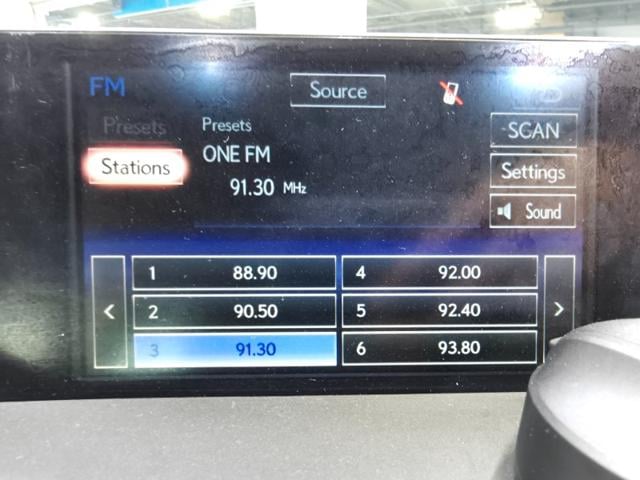 FM
Source
Presets
Presets
SCAN
Stations
ONE FM
Settings
91.30 MHz
Sound
1 88.90
4 92.00
2 90.50
5 92.40
3 91.30
6 93.80